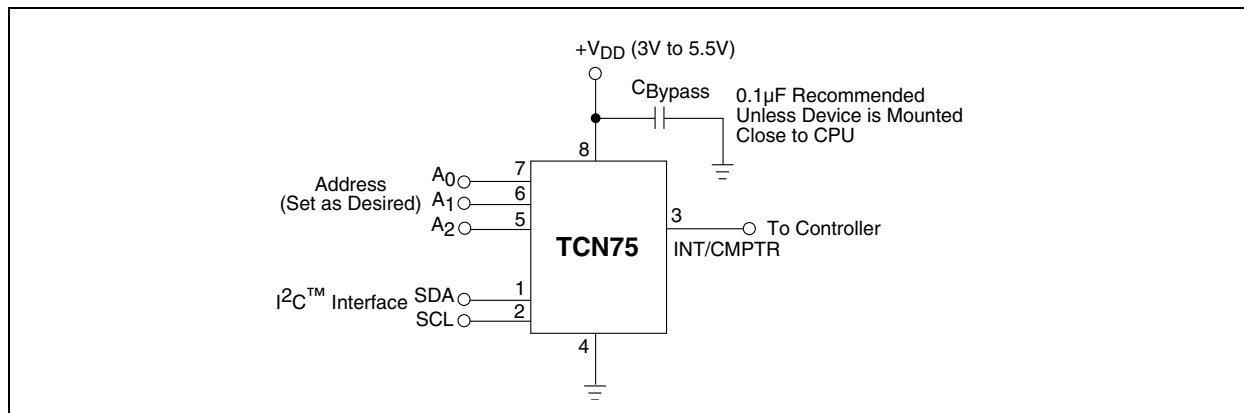 +VDD (3V to 5.5V)
CBypass
0.1µF Recommended
Unless Device is Mounted
Close to CPU
8
Address
(Set as Desired)
A0
7
A1
6
A2
5
TCN75
3
To Controller
INT/CMPTR
I2C™ Interface
SDA
1
SCL
2
4